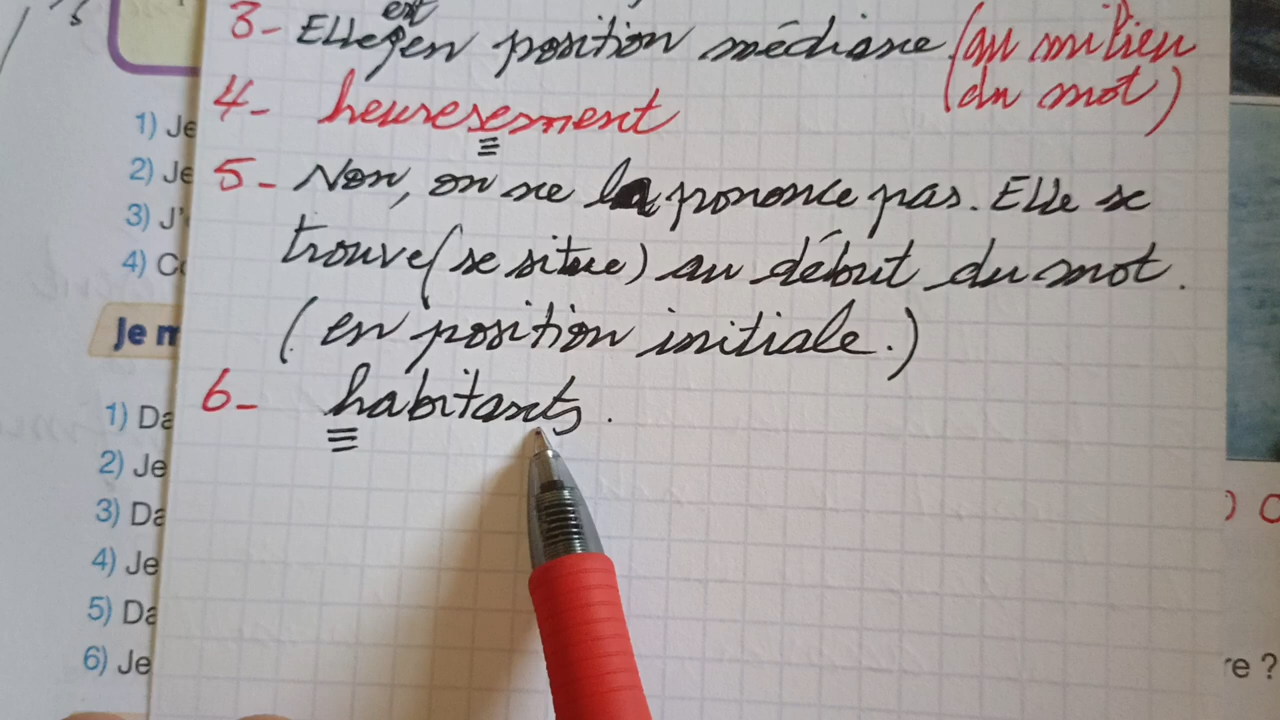 3- Elle est en position médiane (au milieu
(du mot)
4- heuresement
5- Non, on ne la prononce pas. Elle se
trouve (se situe) au début du mot.
(en position initiale.)
6- habitants.
1) Je
2) Je
3) J'
4) Co
Je m
1) Da
2) Je
3) Da
4) Je
5) Da
6) Je
) C
re ?